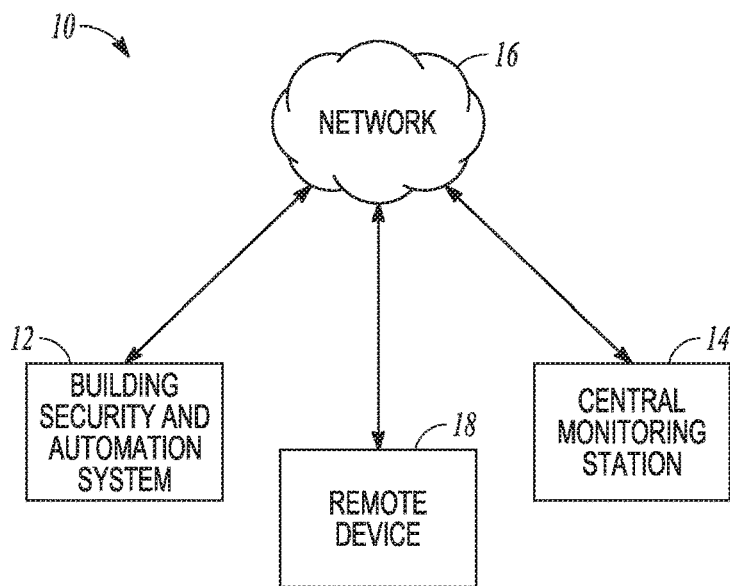 10
16
NETWORK
12
BUILDING
SECURITY AND
AUTOMATION
SYSTEM
18
REMOTE
DEVICE
14
CENTRAL
MONITORING
STATION